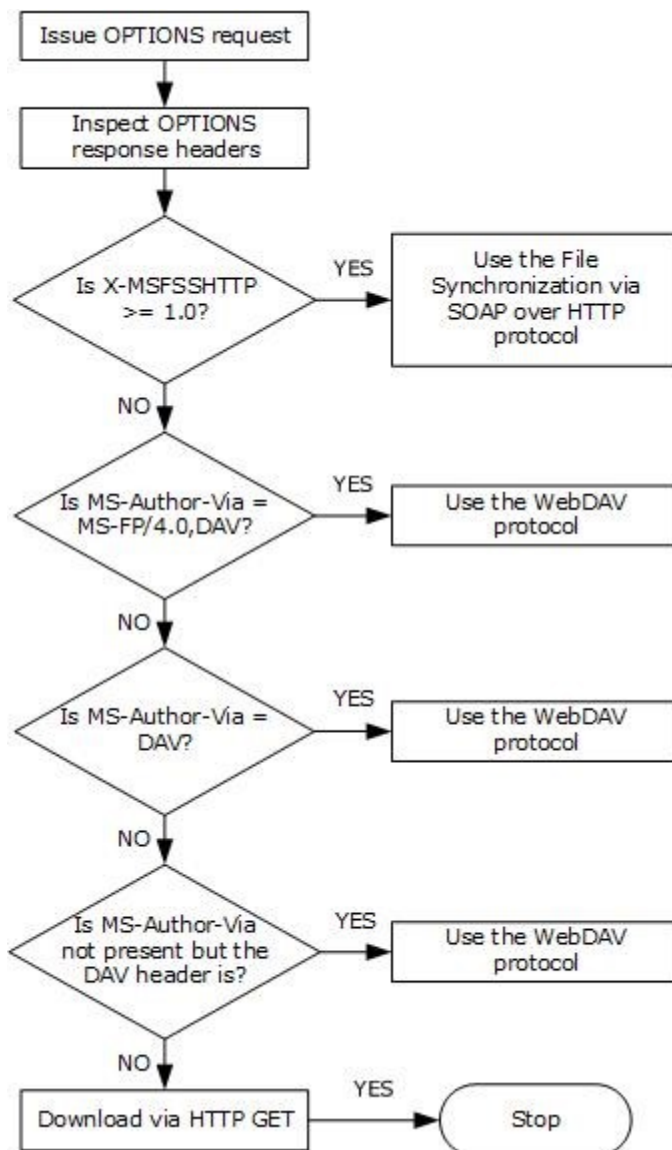 Issue OPTIONS request
Inspect OPTIONS
response headers
Is X-MSFSSHTTP
>= 1.0?
YES
Use the File
Synchronization via
SOAP over HTTP
protocol
NO
Is MS-Author-Via =
MS-FP/4.0,DAV?
YES
Use the WebDAV
protocol
NO
Is MS-Author-Via =
DAV?
YES
Use the WebDAV
protocol
NO
Is MS-Author-Via
not present but the
DAV header is?
YES
Use the WebDAV
protocol
NO
Download via HTTP GET
YES
Stop